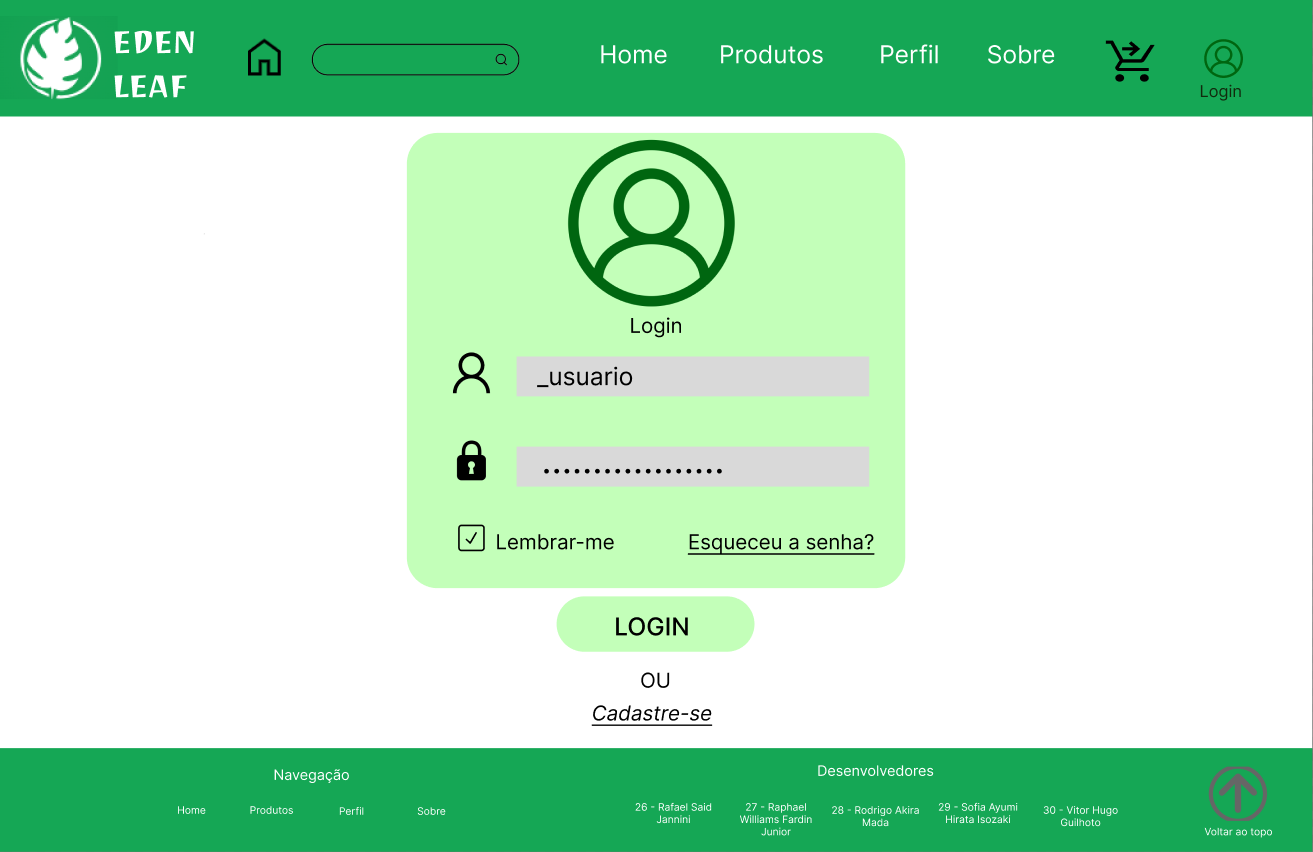 EDEN
LEAF
Home Produtos Perfil Sobre
Login
Login
_usuario
Lembrar-me Esqueceu a senha?
LOGIN
OU
Cadastre-se
Navegação
Home Produtos Perfil Sobre
Desenvolvedores
26 - Rafael Said
Jannini
27 - Raphael
Williams Fardin
Junior
28 - Rodrigo Akira
Mada
29 - Sofia Ayumi
Hirata Isozaki
30 - Vitor Hugo
Guilhoto
Voltar ao topo